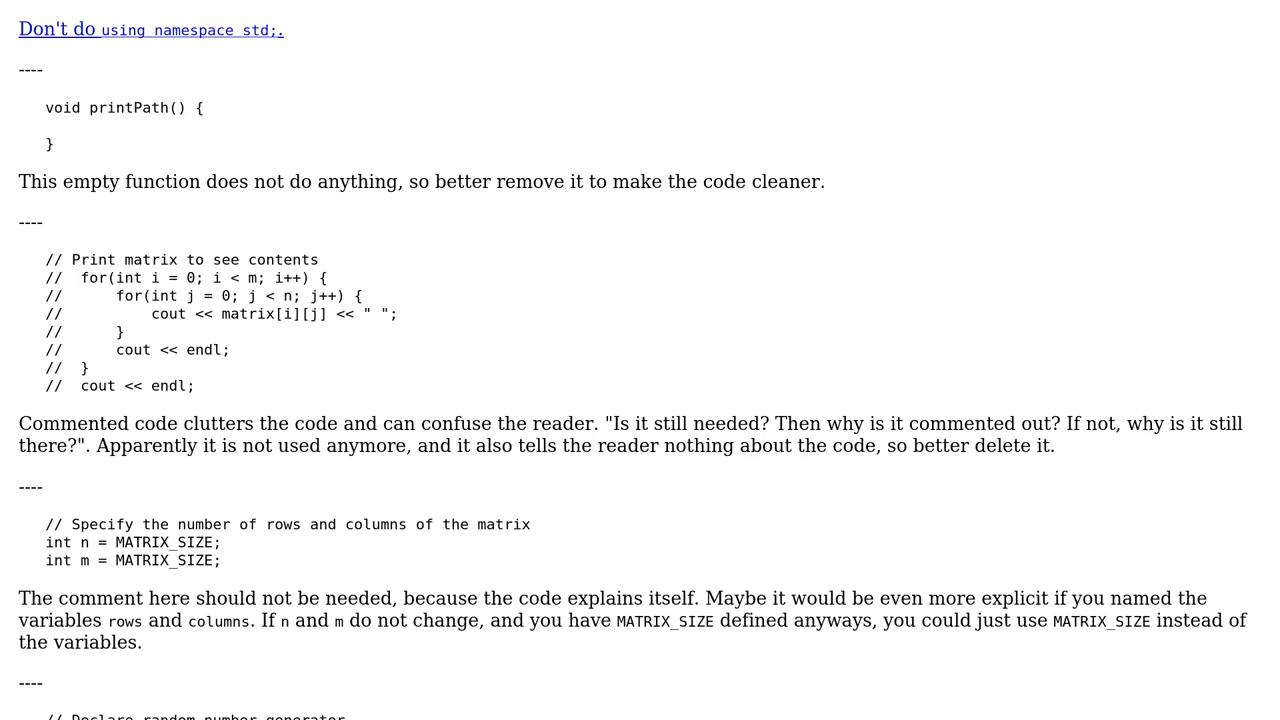 Don't do using namespace std;.
----
void printPath() {
}
This empty function does not do anything, so better remove it to make the code cleaner.
----
// Print matrix to see contents
//  for(int i = 0; i < m; i++) {
//      for(int j = 0; j < n; j++) {
//          cout << matrix[i][j] << " ";
//      }
//      cout << endl;
//  }
//  cout << endl;
Commented code clutters the code and can confuse the reader. "Is it still needed? Then why is it commented out? If not, why is it still
there?". Apparently it is not used anymore, and it also tells the reader nothing about the code, so better delete it.
----
// Specify the number of rows and columns of the matrix
int n = MATRIX_SIZE;
int m = MATRIX_SIZE;
The comment here should not be needed, because the code explains itself. Maybe it would be even more explicit if you named the
variables rows and columns. If n and m do not change, and you have MATRIX_SIZE defined anyways, you could just use MATRIX_SIZE instead of
the variables.
----
// Declare random number generator